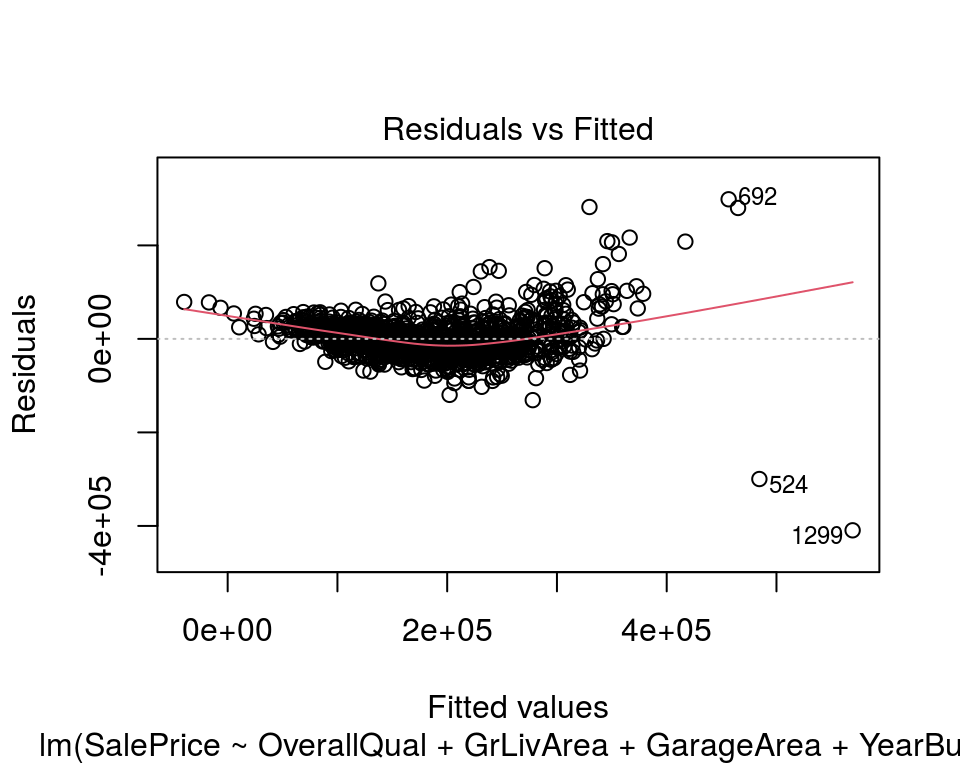 Residuals vs Fitted
Residuals
0e+00
-4e+05
692
524
1299
0e+00 2e+05 4e+05
Fitted values
lm(SalePrice ~ OverallQual + GrLivArea + GarageArea + YearBu